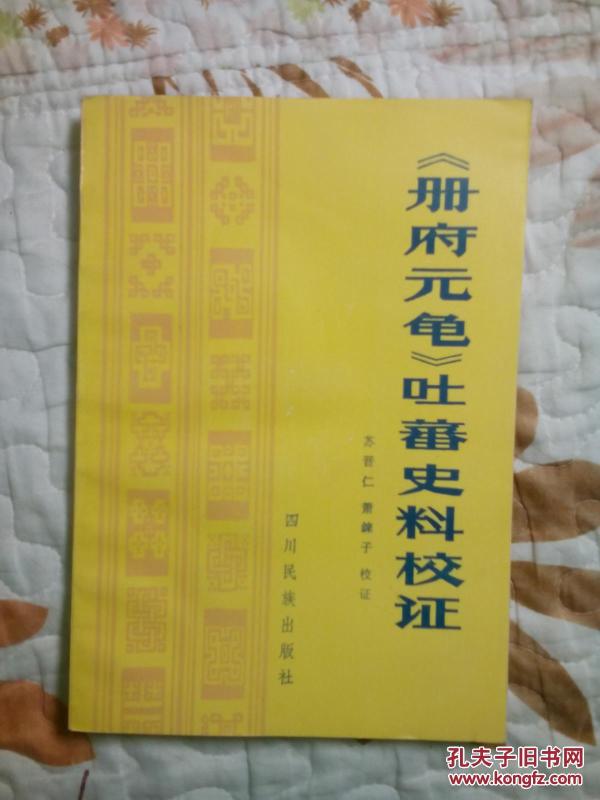 《册府元龟》吐蕃史料校证
苏晋仁 萧鍊子 校证
四川民族出版社
孔夫子旧书网
www.kongfz.com